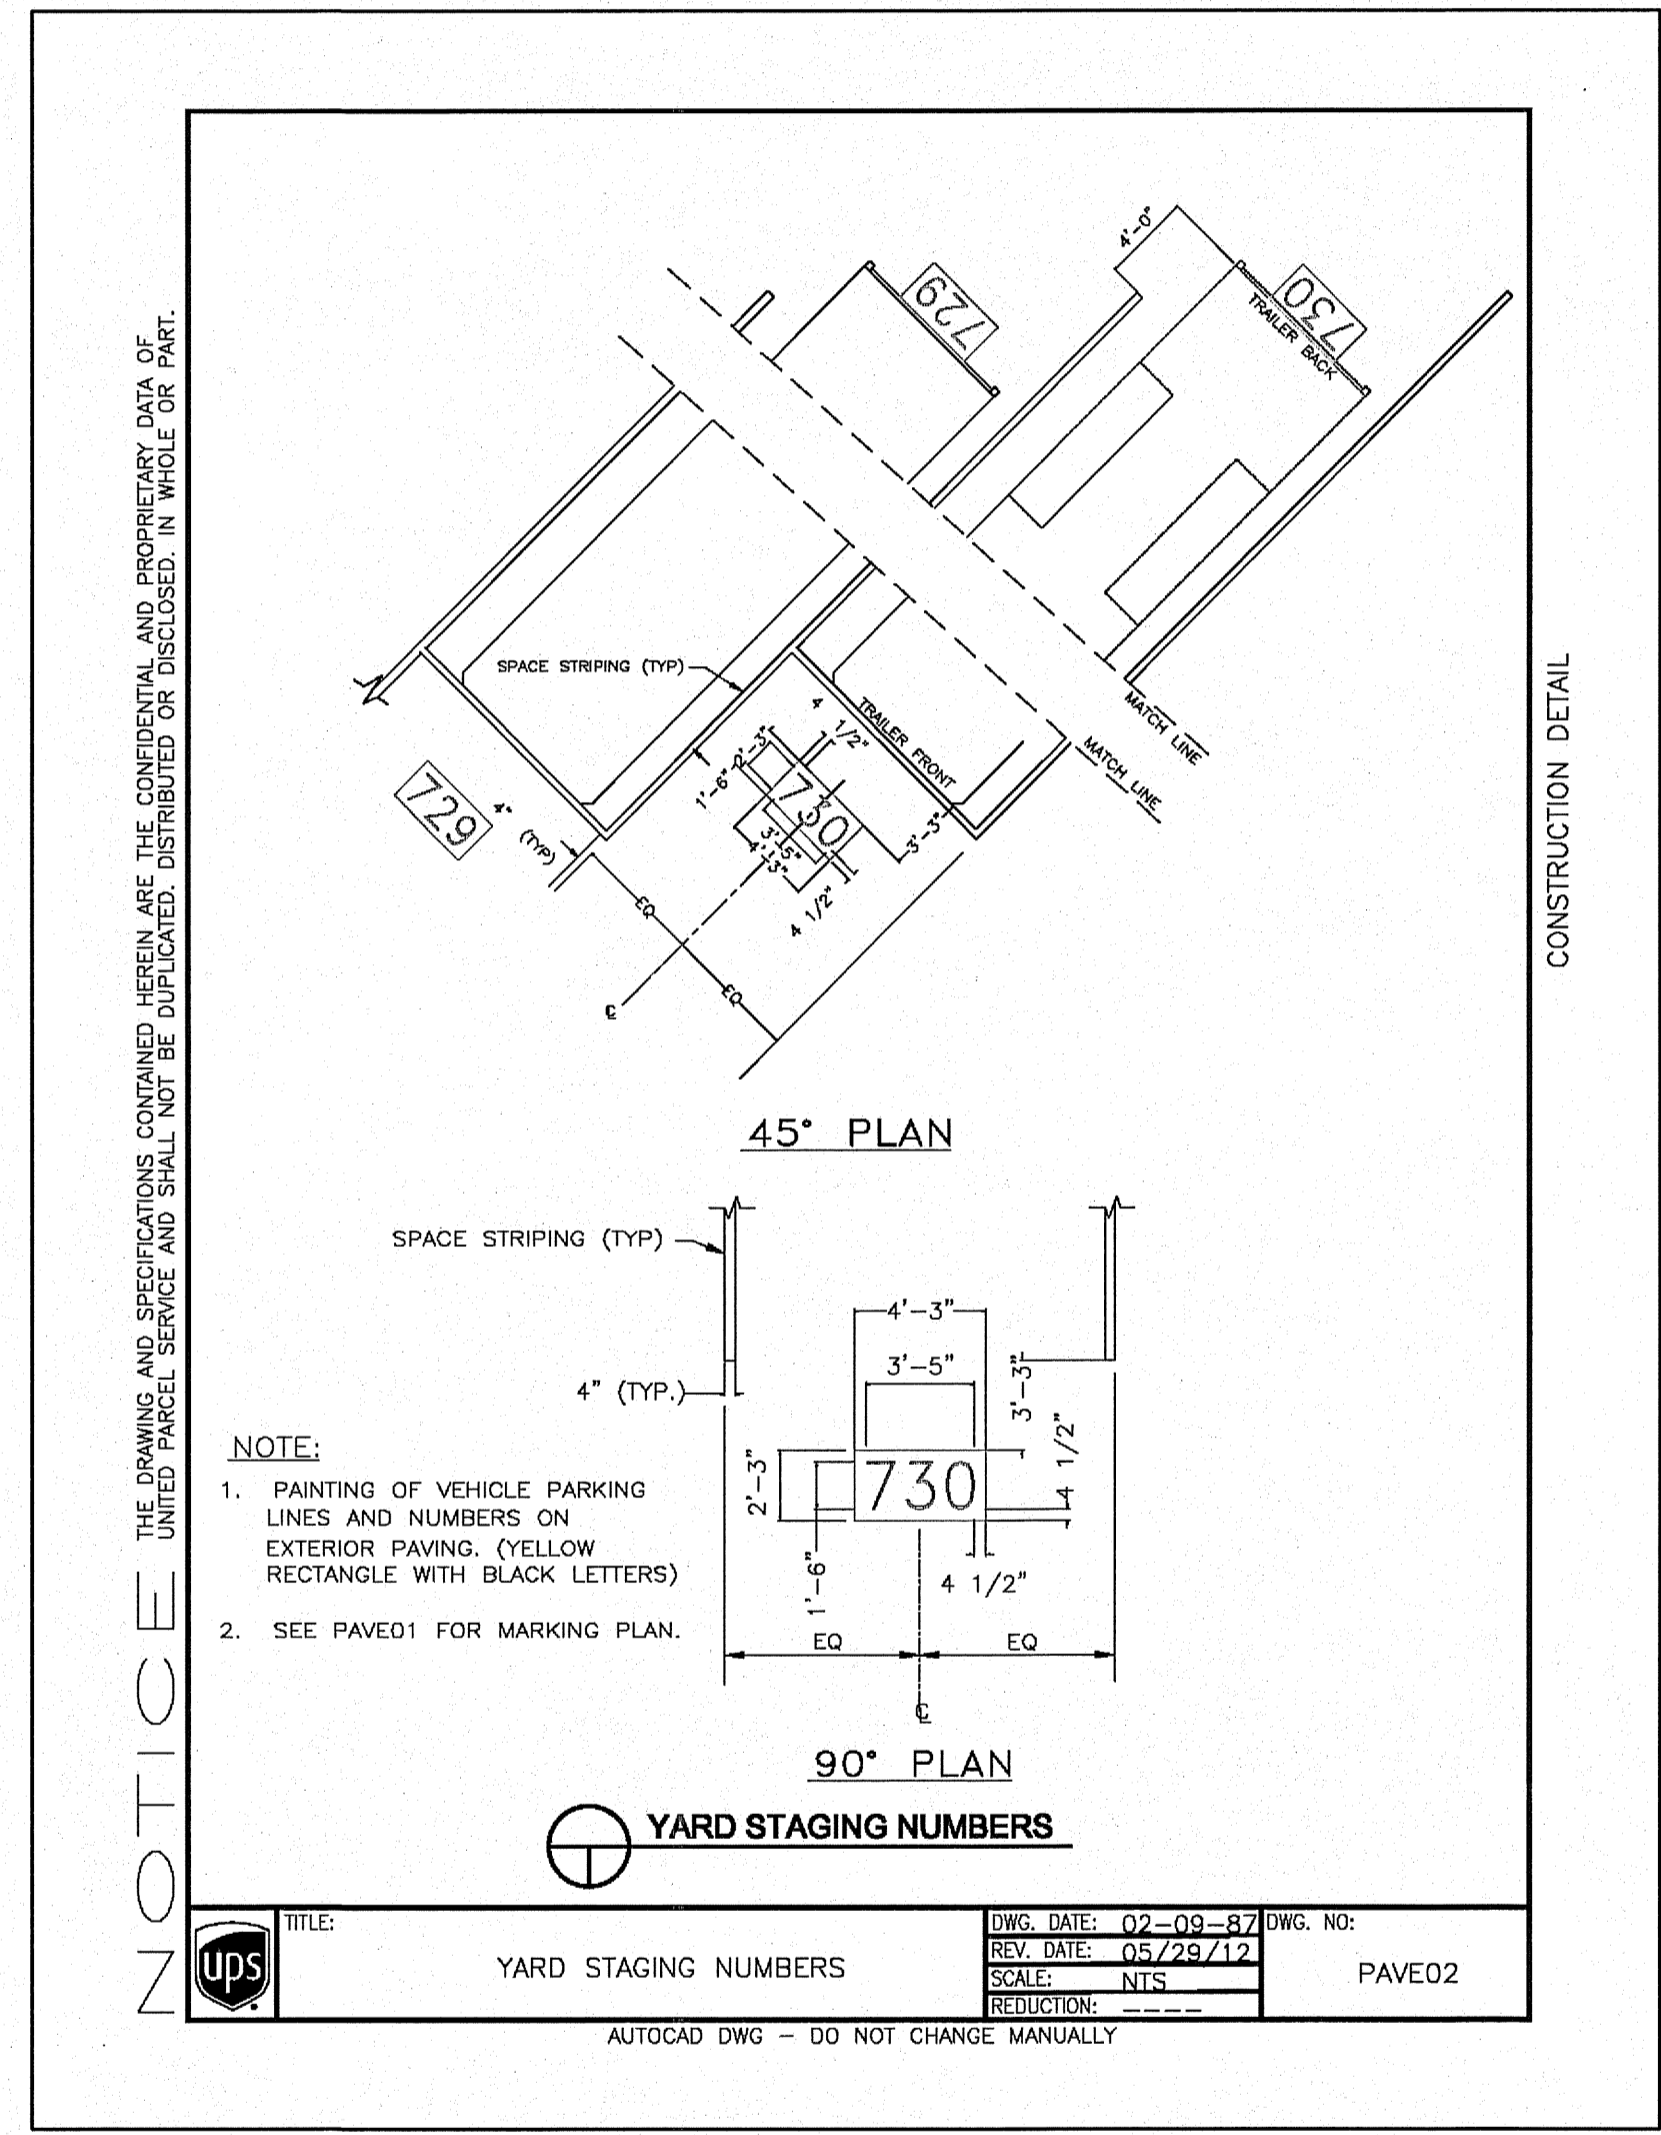 NOTICE
THE DRAWING AND SPECIFICATIONS CONTAINED HEREIN ARE THE CONFIDENTIAL AND PROPRIETARY DATA OF
UNITED PARCEL SERVICE AND SHALL NOT BE DUPLICATED. DISTRIBUTED OR DISCLOSED. IN WHOLE OR PART.
CONSTRUCTION DETAIL
4'-0"
729
730
TRAILER BACK
SPACE STRIPING (TYP)
MATCH LINE
MATCH LINE
TRAILER FRONT
4 1/2"
2'-3"
1'-6"
730
3'-5"
4'-3"
3'-3"
4 1/2"
729
4" (TYP)
EQ
EQ
℄
45° PLAN
SPACE STRIPING (TYP)
4'-3"
3'-5"
3'-3"
4" (TYP.)
4 1/2"
2'-3"
730
1'-6"
4 1/2"
EQ
EQ
℄
NOTE:
1. PAINTING OF VEHICLE PARKING
LINES AND NUMBERS ON
EXTERIOR PAVING. (YELLOW
RECTANGLE WITH BLACK LETTERS)
2. SEE PAVE01 FOR MARKING PLAN.
90° PLAN
YARD STAGING NUMBERS
ups
TITLE:
YARD STAGING NUMBERS
DWG. DATE: 02-09-87
REV. DATE: 05/29/12
SCALE: NTS
REDUCTION: ----
DWG. NO:
PAVE02
AUTOCAD DWG - DO NOT CHANGE MANUALLY